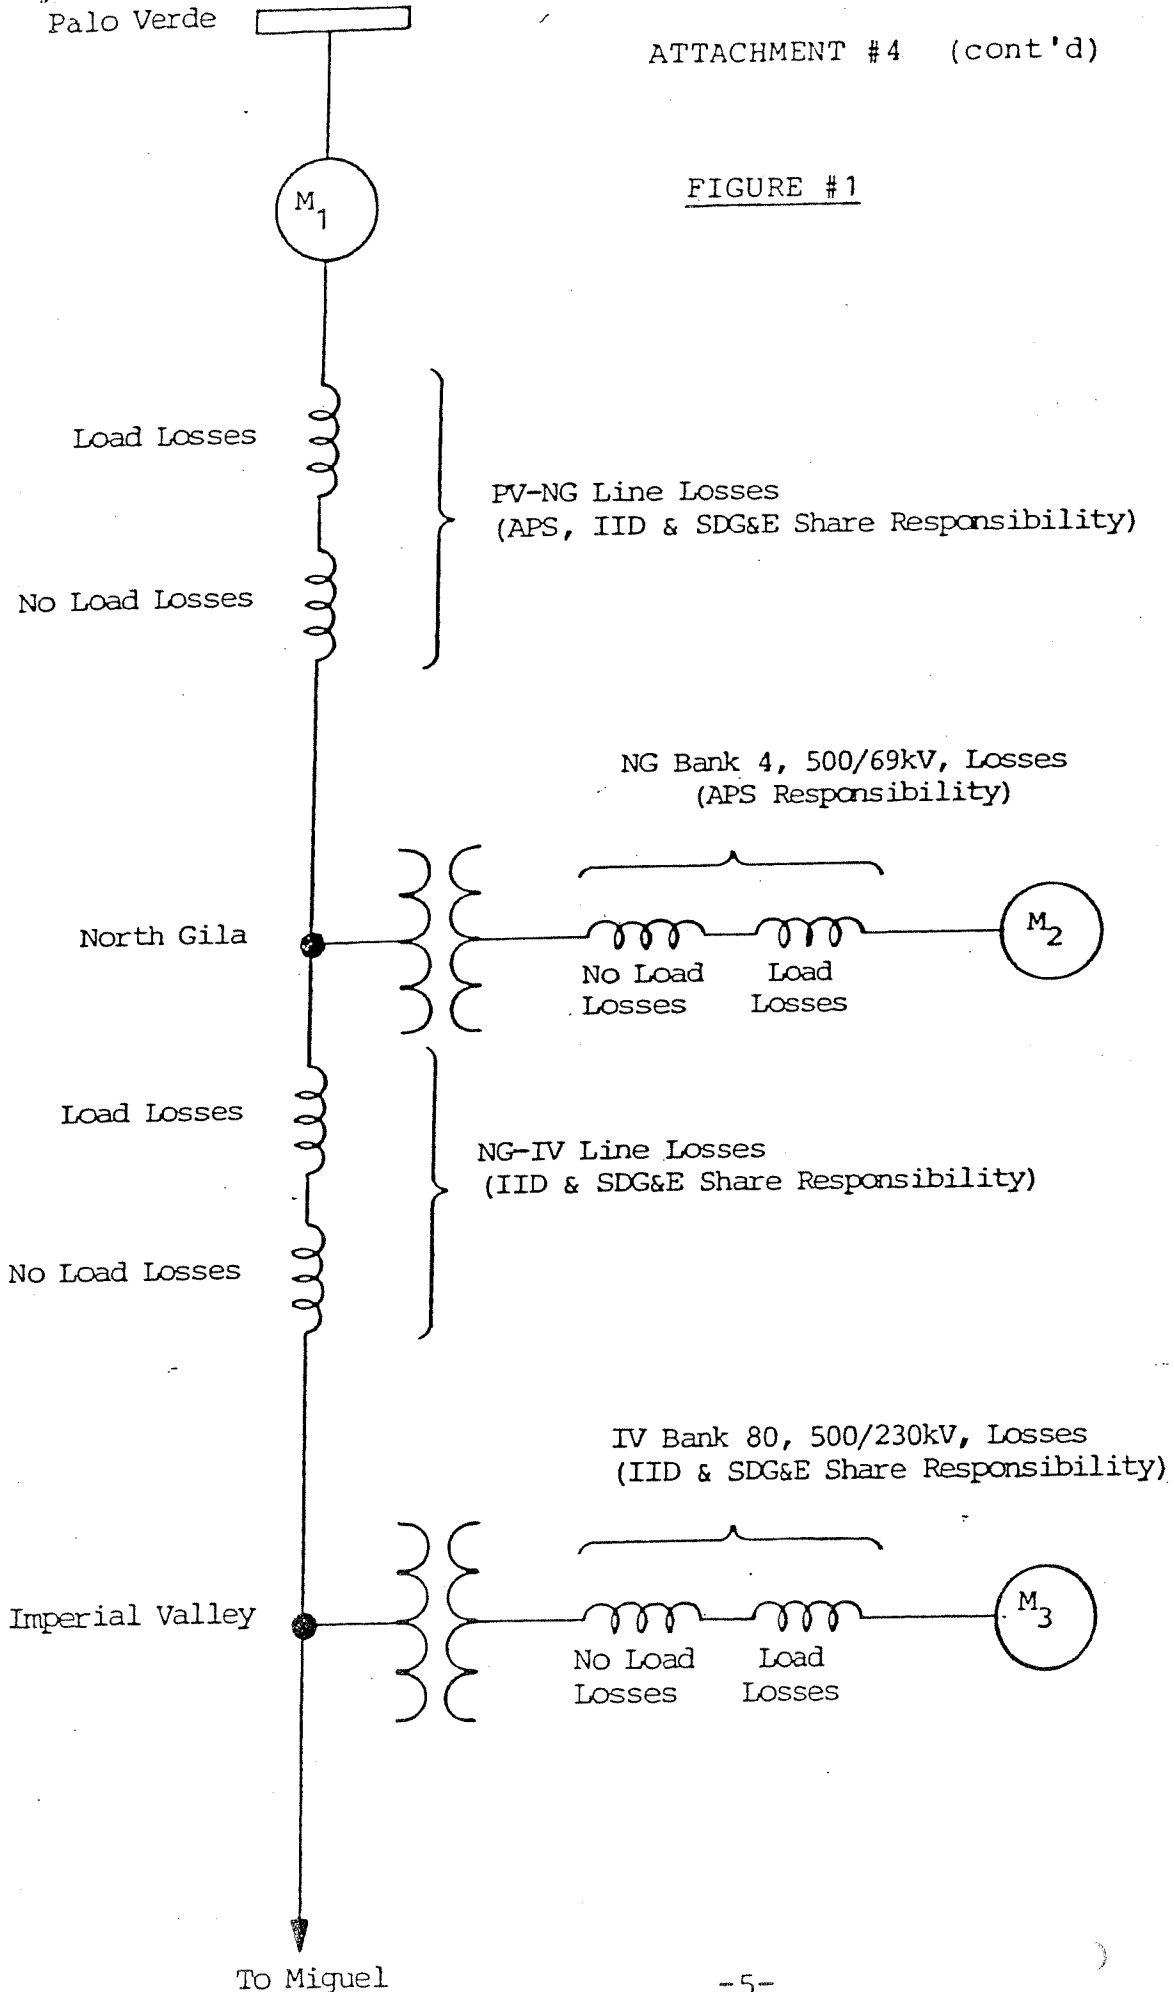 Palo Verde
ATTACHMENT #4 (cont'd)
FIGURE #1
M1
Load Losses
PV-NG Line Losses
(APS, IID & SDG&E Share Responsibility)
No Load Losses
NG Bank 4, 500/69kV, Losses
(APS Responsibility)
North Gila
M2
No Load
Losses
Load
Losses
Load Losses
NG-IV Line Losses
(IID & SDG&E Share Responsibility)
No Load Losses
IV Bank 80, 500/230kV, Losses
(IID & SDG&E Share Responsibility)
Imperial Valley
M3
No Load
Losses
Load
Losses
To Miguel
-5-